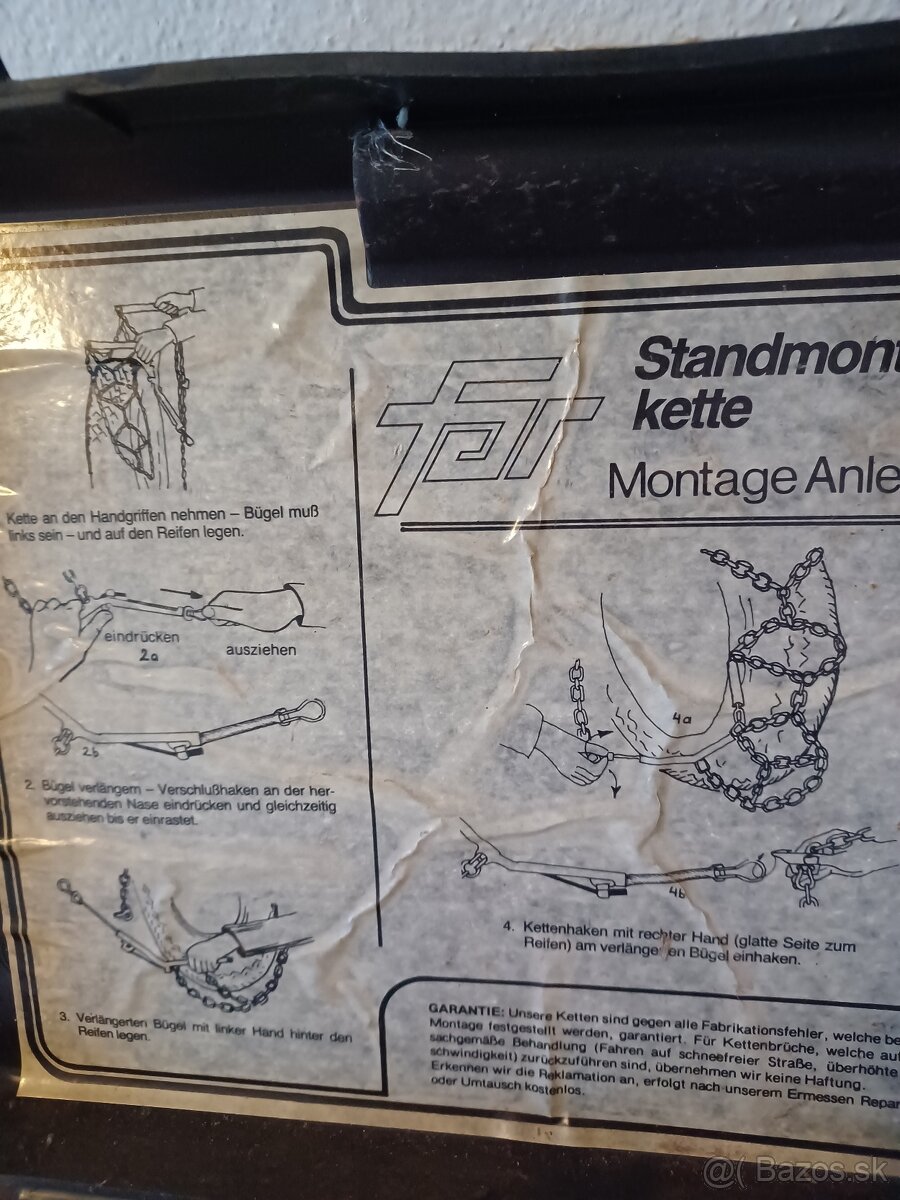 for
Standmont
kette
Montage Anle
Kette an den Handgriffen nehmen – Bügel muß
links sein – und auf den Reifen legen.
eindrücken
2a
ausziehen
2b
2. Bügel verlängern – Verschlußhaken an der her-
vorstehenden Nase eindrücken und gleichzeitig
ausziehen bis er einrastet.
3. Verlängerten Bügel mit linker Hand hinter den
Reifen legen.
4a
4b
4. Kettenhaken mit rechter Hand (glatte Seite zum
Reifen) am verlängerten Bügel einhaken.
GARANTIE: Unsere Ketten sind gegen alle Fabrikationsfehler, welche be
Montage festgestellt werden, garantiert. Für Kettenbrüche, welche auf
sachgemäße Behandlung (Fahren auf schneefreier Straße, überhöhte
schwindigkeit) zurückzuführen sind, übernehmen wir keine Haftung.
Erkennen wir die Reklamation an, erfolgt nach unserem Ermessen Repar
oder Umtausch kostenlos.
@( Bazos.sk